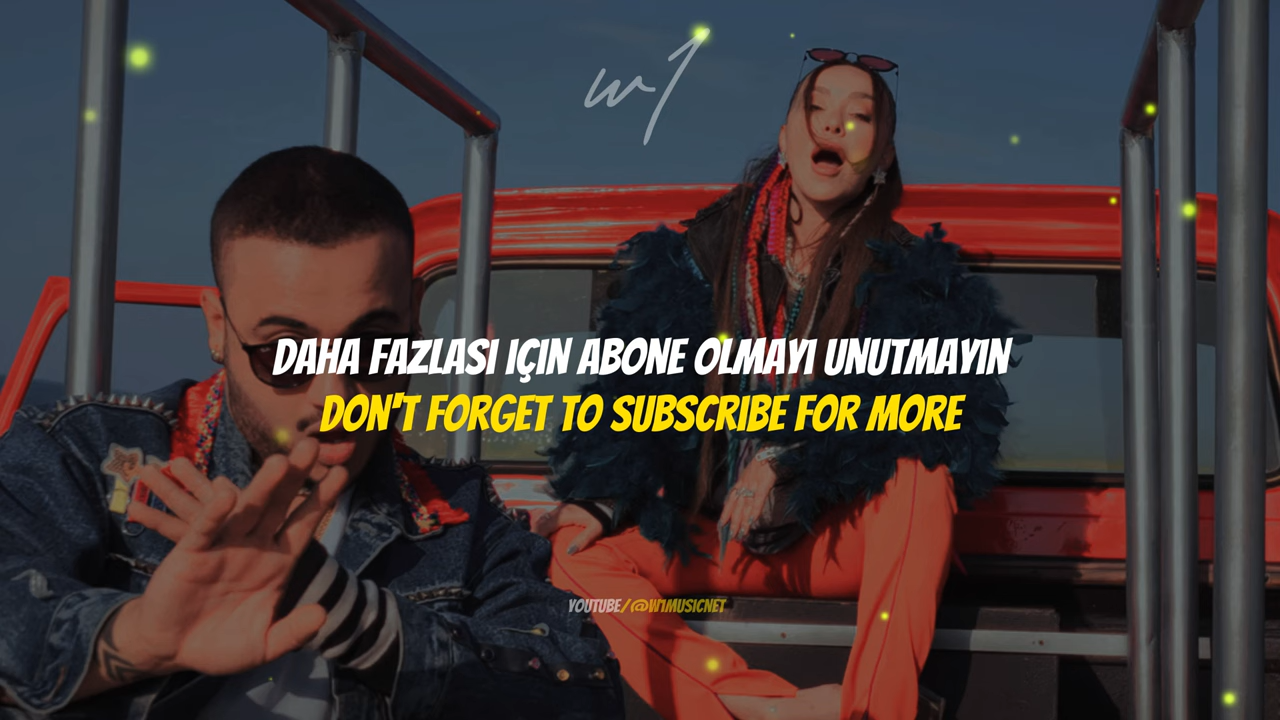 w1
DAHA FAZLASI IÇIN ABONE OLMAYI UNUTMAYIN
DON'T FORGET TO SUBSCRIBE FOR MORE
YOUTUBE/@W1MUSICNET